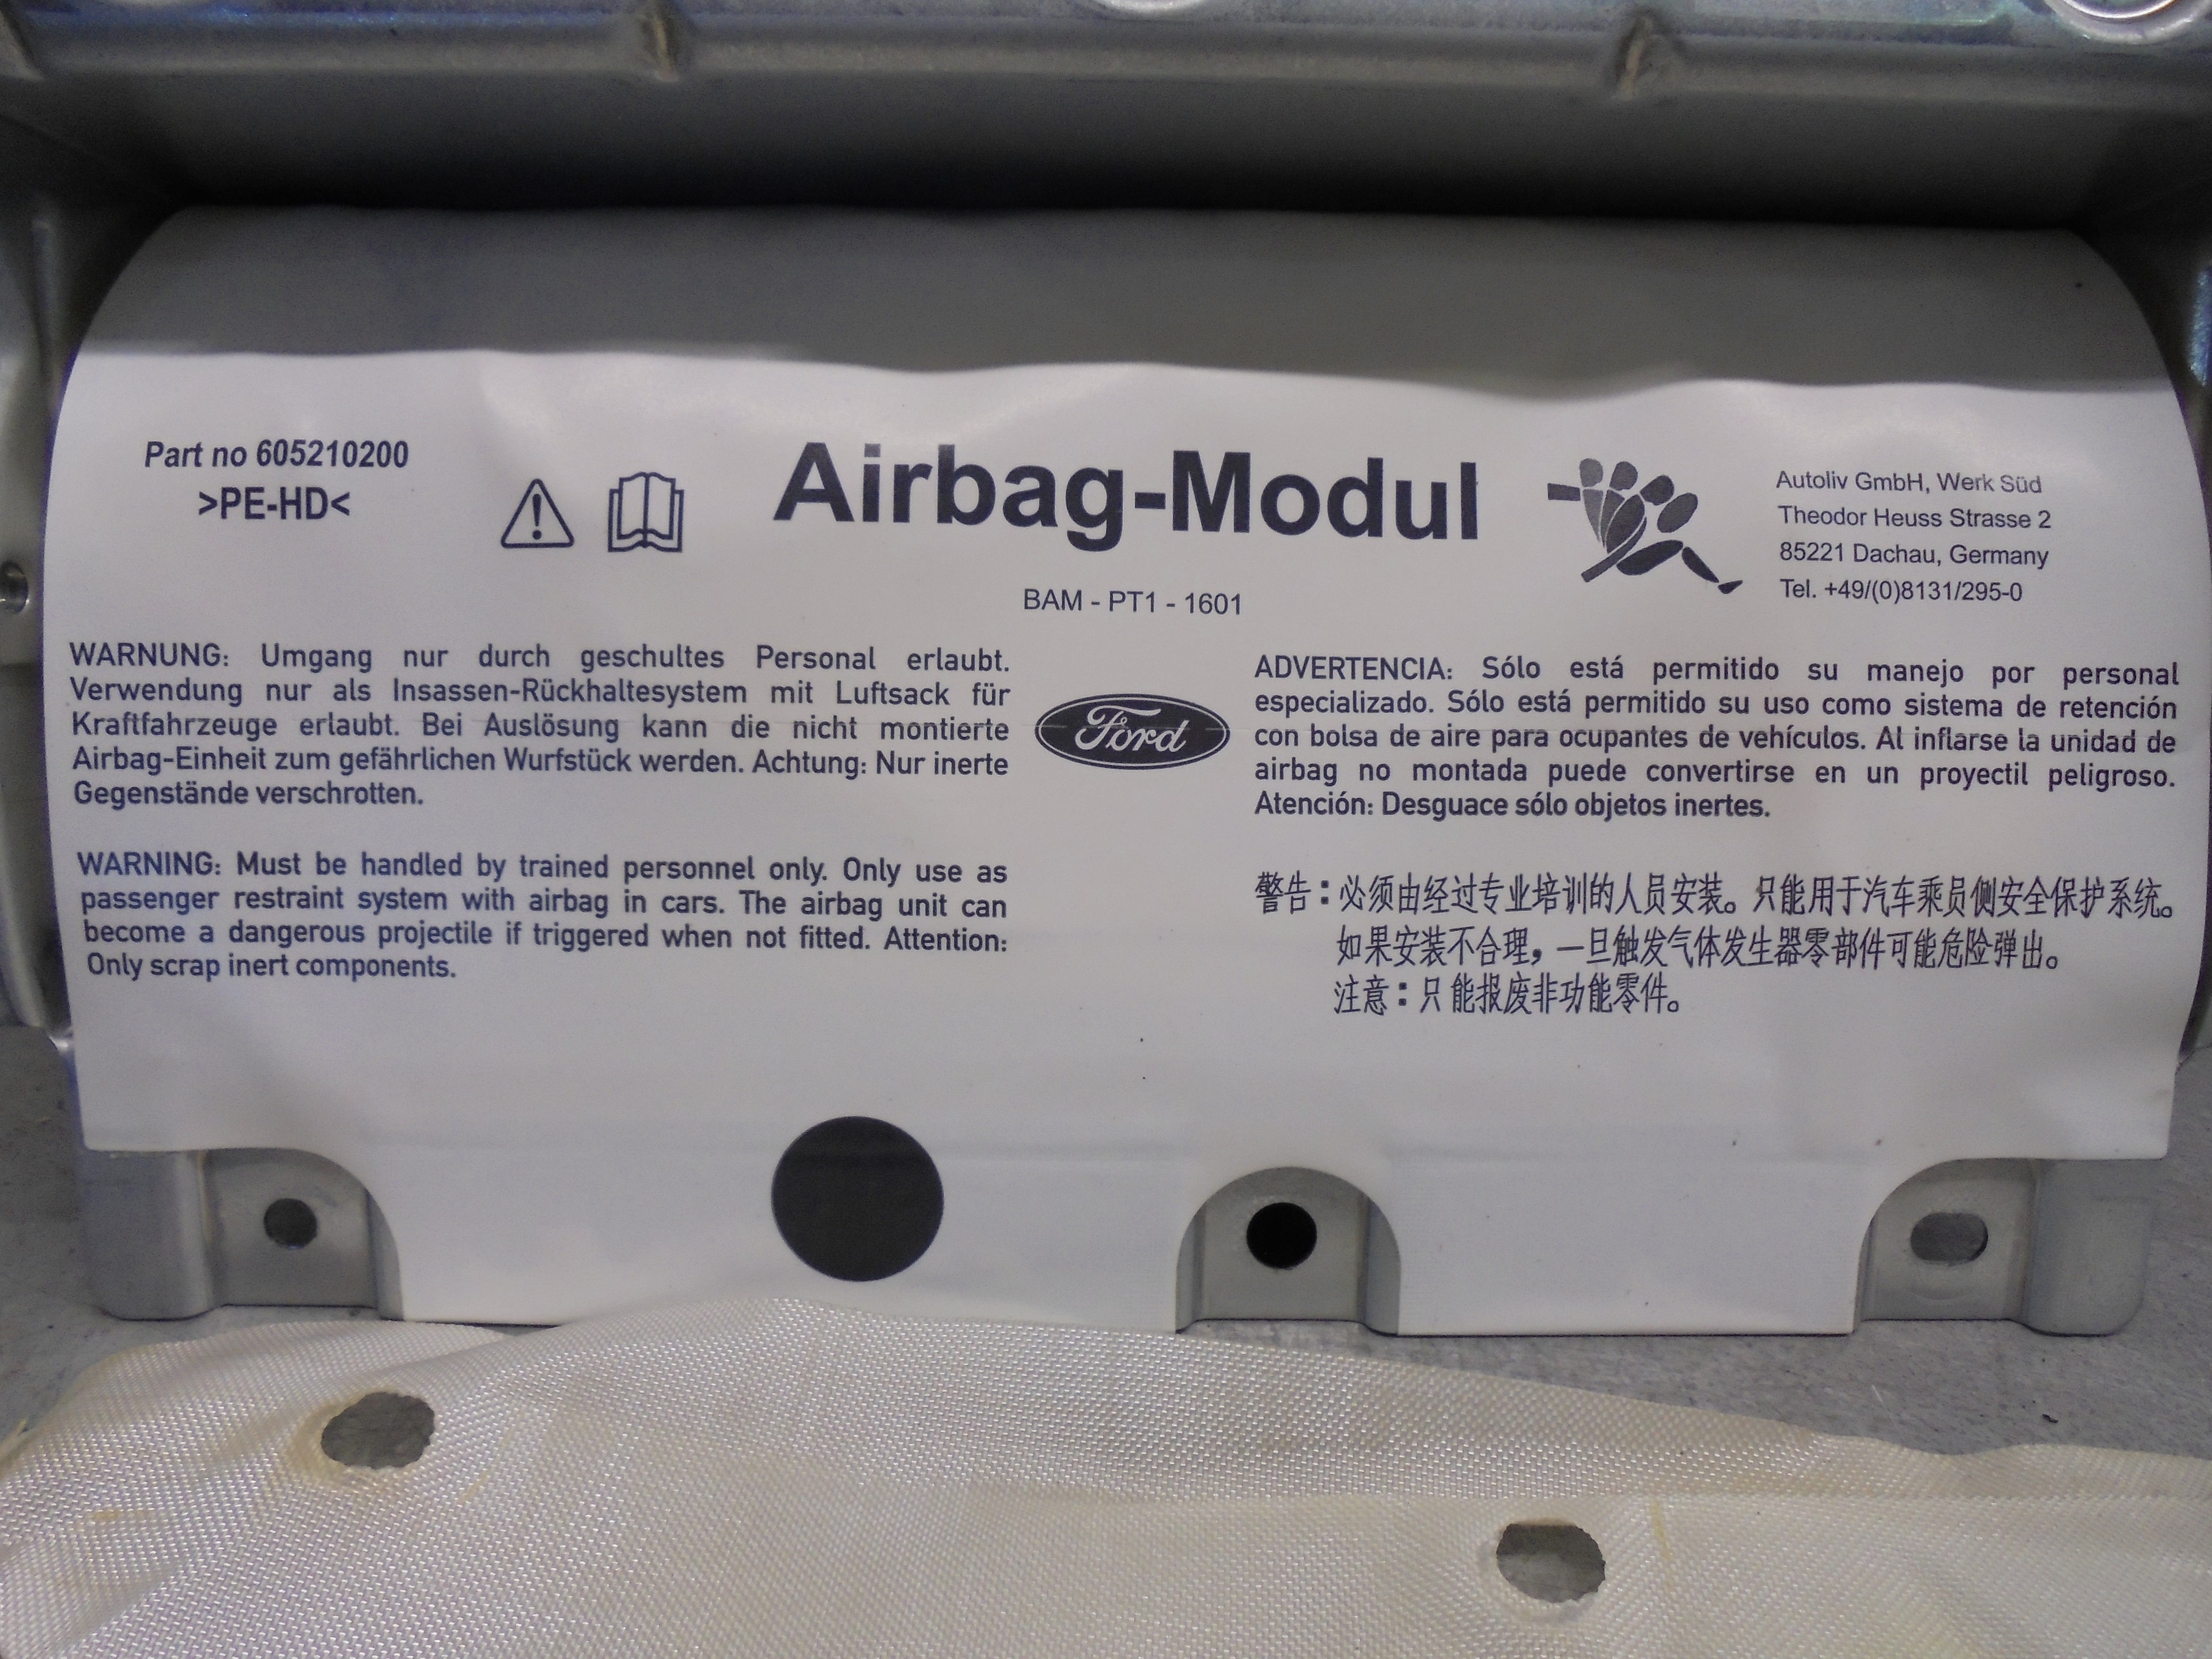 Part no 605210200
>PE-HD<
Airbag-Modul
BAM - PT1 - 1601
Autoliv GmbH, Werk Süd
Theodor Heuss Strasse 2
85221 Dachau, Germany
Tel. +49/(0)8131/295-0
WARNUNG: Umgang nur durch geschultes Personal erlaubt.
Verwendung nur als Insassen-Rückhaltesystem mit Luftsack für
Kraftfahrzeuge erlaubt. Bei Auslösung kann die nicht montierte
Airbag-Einheit zum gefährlichen Wurfstück werden. Achtung: Nur inerte
Gegenstände verschrotten.
WARNING: Must be handled by trained personnel only. Only use as
passenger restraint system with airbag in cars. The airbag unit can
become a dangerous projectile if triggered when not fitted. Attention:
Only scrap inert components.
Ford
ADVERTENCIA: Sólo está permitido su manejo por personal
especializado. Sólo está permitido su uso como sistema de retención
con bolsa de aire para ocupantes de vehículos. Al inflarse la unidad de
airbag no montada puede convertirse en un proyectil peligroso.
Atención: Desguace sólo objetos inertes.
警告：必须由经过专业培训的人员安装。只能用于汽车乘员侧安全保护系统。
如果安装不合理，一旦触发气体发生器零部件可能危险弹出。
注意：只能报废非功能零件。